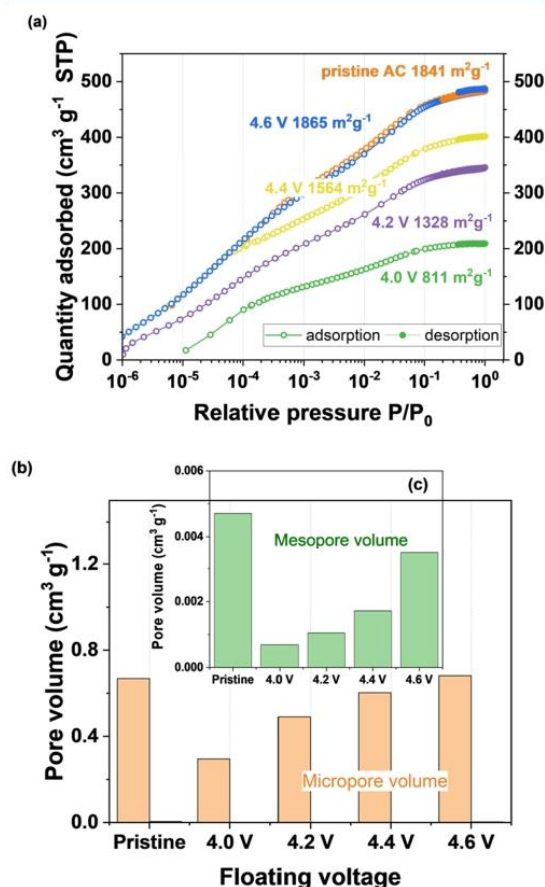 (a)
Quantity adsorbed (cm³ g⁻¹ STP)
500
400
300
200
100
0
500
400
300
200
100
0
pristine AC 1841 m²g⁻¹
4.6 V 1865 m²g⁻¹
4.4 V 1564 m²g⁻¹
4.2 V 1328 m²g⁻¹
4.0 V 811 m²g⁻¹
adsorption desorption
10⁻⁶ 10⁻⁵ 10⁻⁴ 10⁻³ 10⁻² 10⁻¹ 10⁰
Relative pressure P/P₀
(b)
Pore volume (cm³ g⁻¹)
1.2
0.6
0.0
(c)
Pore volume (cm³ g⁻¹)
0.006
0.004
0.002
0.000
Mesopore volume
Pristine 4.0 V 4.2 V 4.4 V 4.6 V
Micropore volume
Pristine 4.0 V 4.2 V 4.4 V 4.6 V
Floating voltage